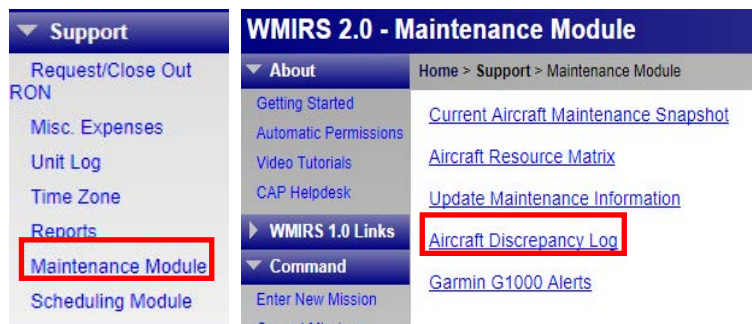 Support
Request/Close Out
RON
Misc. Expenses
Unit Log
Time Zone
Reports
Maintenance Module
Scheduling Module
WMIRS 2.0 - Maintenance Module
About
Getting Started
Automatic Permissions
Video Tutorials
CAP Helpdesk
WMIRS 1.0 Links
Command
Enter New Mission
Home > Support > Maintenance Module
Current Aircraft Maintenance Snapshot
Aircraft Resource Matrix
Update Maintenance Information
Aircraft Discrepancy Log
Garmin G1000 Alerts